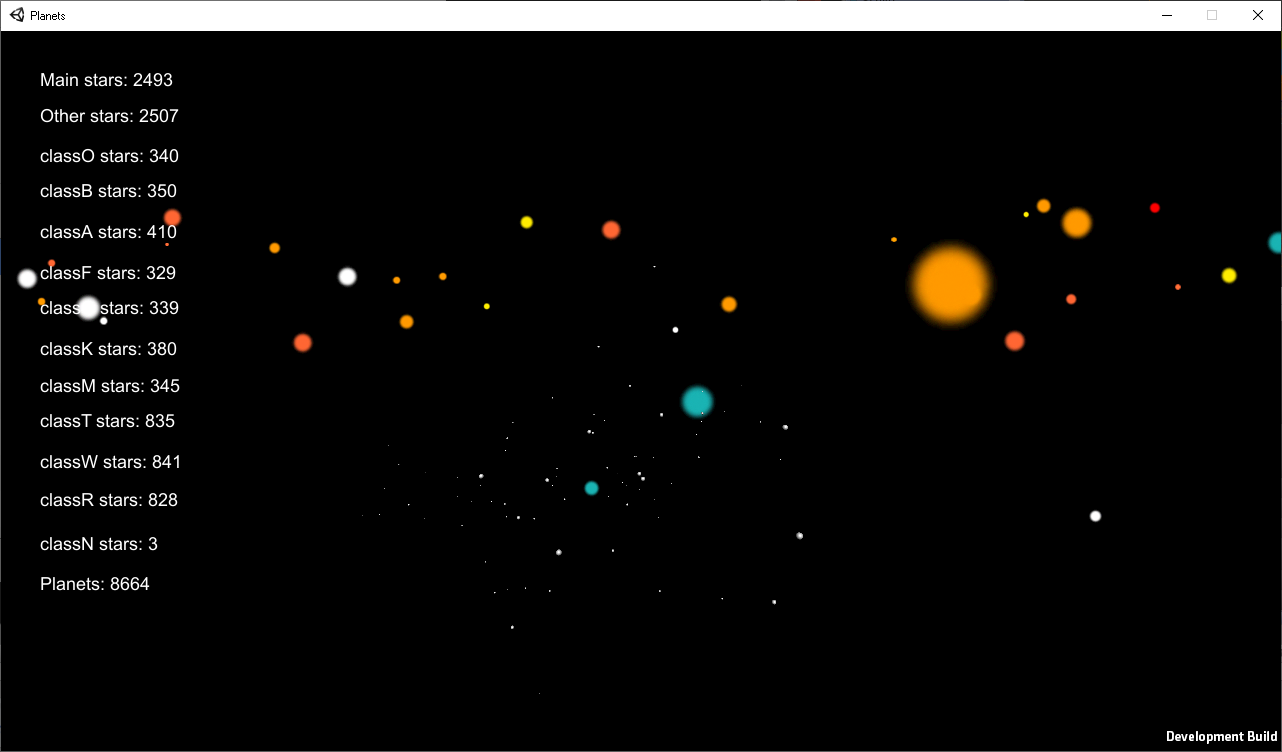 Planets
Main stars: 2493
Other stars: 2507
classO stars: 340
classB stars: 350
classA stars: 410
classF stars: 329
class stars: 339
classK stars: 380
classM stars: 345
classT stars: 835
classW stars: 841
classR stars: 828
classN stars: 3
Planets: 8664
Development Build